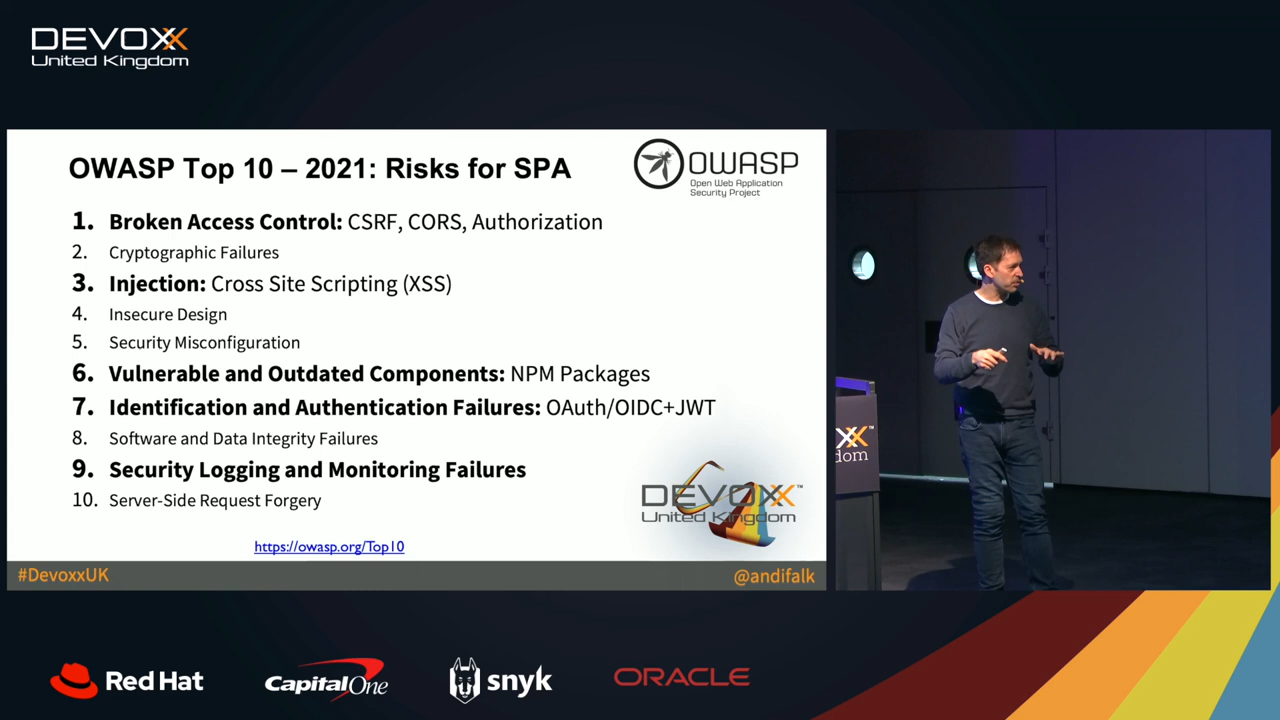 DEVOXX
United Kingdom
OWASP Top 10 – 2021: Risks for SPA
OWASP
Open Web Application
Security Project
1. Broken Access Control: CSRF, CORS, Authorization
2. Cryptographic Failures
3. Injection: Cross Site Scripting (XSS)
4. Insecure Design
5. Security Misconfiguration
6. Vulnerable and Outdated Components: NPM Packages
7. Identification and Authentication Failures: OAuth/OIDC+JWT
8. Software and Data Integrity Failures
9. Security Logging and Monitoring Failures
10. Server-Side Request Forgery
DEVOXX™
United Kingdom
https://owasp.org/Top10
#DevoxxUK
@andifalk
XX™
dom
Red Hat
Capital One
snyk
ORACLE